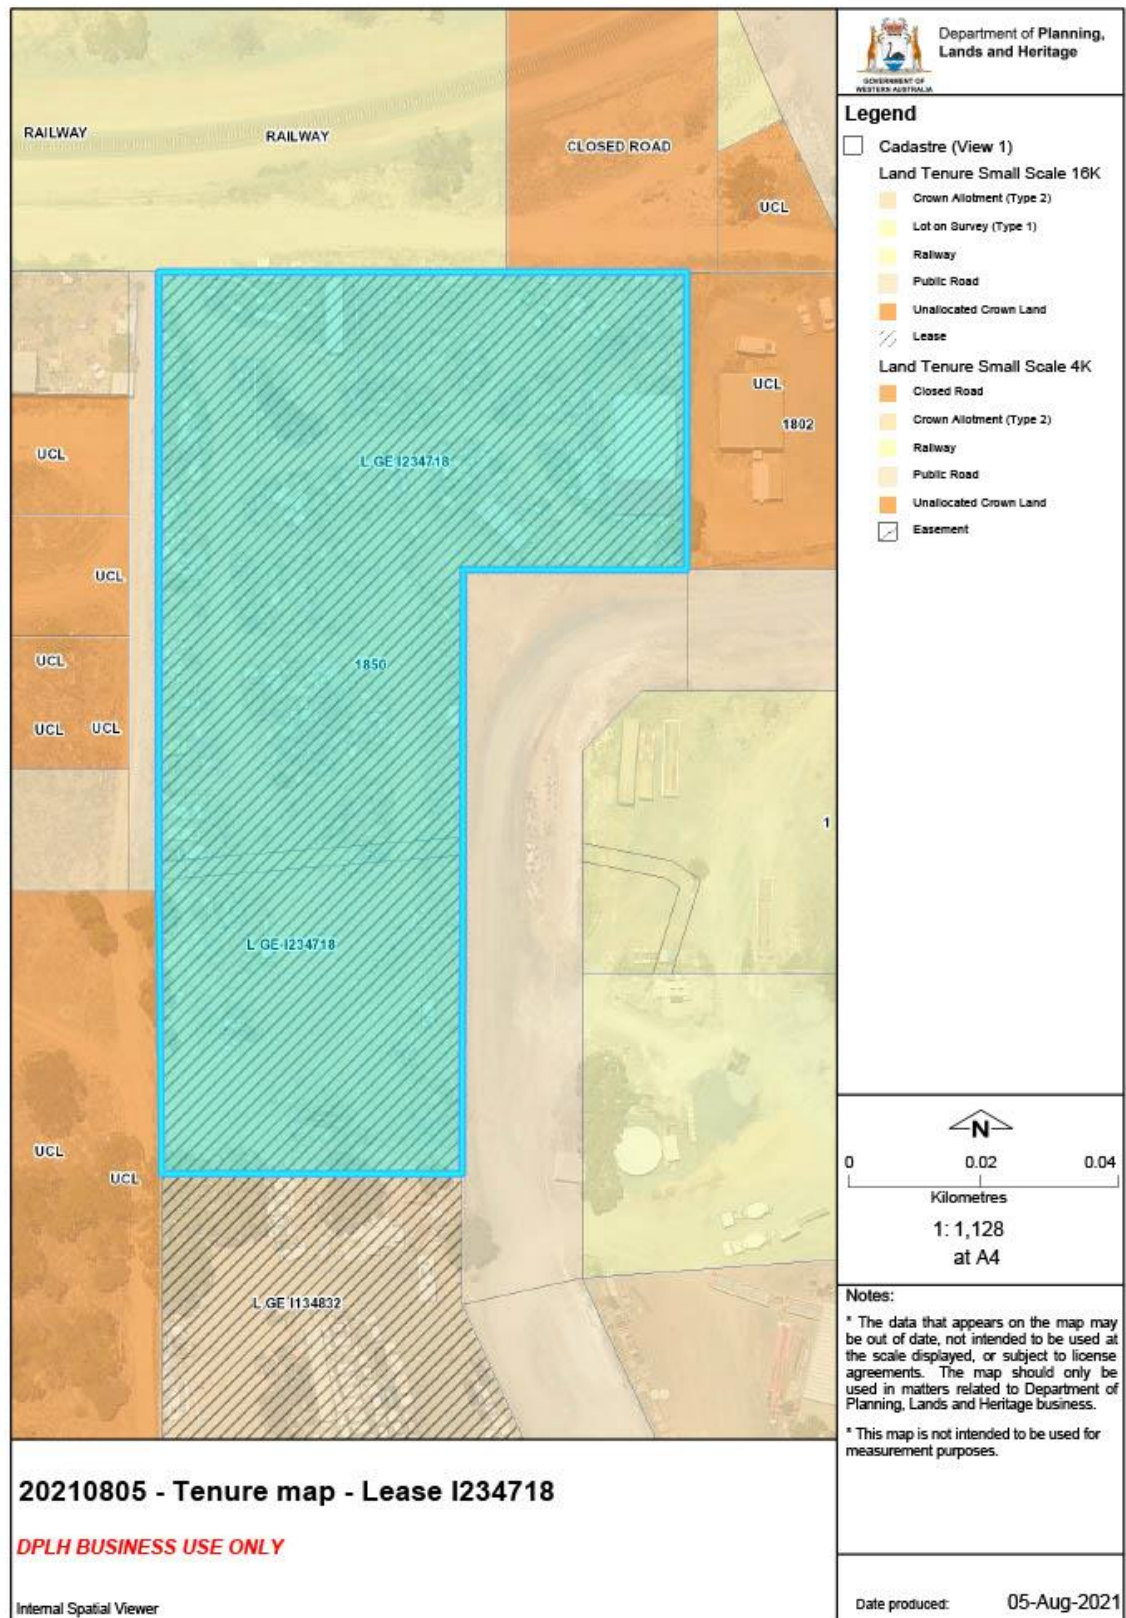 RAILWAY
RAILWAY
CLOSED ROAD
UCL
UCL
1802
UCL
L GE I234718
UCL
UCL
1850
UCL
UCL
1
L GE I234718
UCL
UCL
L GE I134832
GOVERNMENT OF
WESTERN AUSTRALIA
Department of Planning,
Lands and Heritage
Legend
Cadastre (View 1)
Land Tenure Small Scale 16K
Crown Allotment (Type 2)
Lot on Survey (Type 1)
Railway
Public Road
Unallocated Crown Land
Lease
Land Tenure Small Scale 4K
Closed Road
Crown Allotment (Type 2)
Railway
Public Road
Unallocated Crown Land
Easement
N
0 0.02 0.04
Kilometres
1: 1,128
at A4
Notes:
* The data that appears on the map may
be out of date, not intended to be used at
the scale displayed, or subject to license
agreements. The map should only be
used in matters related to Department of
Planning, Lands and Heritage business.
* This map is not intended to be used for
measurement purposes.
20210805 - Tenure map - Lease I234718
DPLH BUSINESS USE ONLY
Internal Spatial Viewer
Date produced: 05-Aug-2021